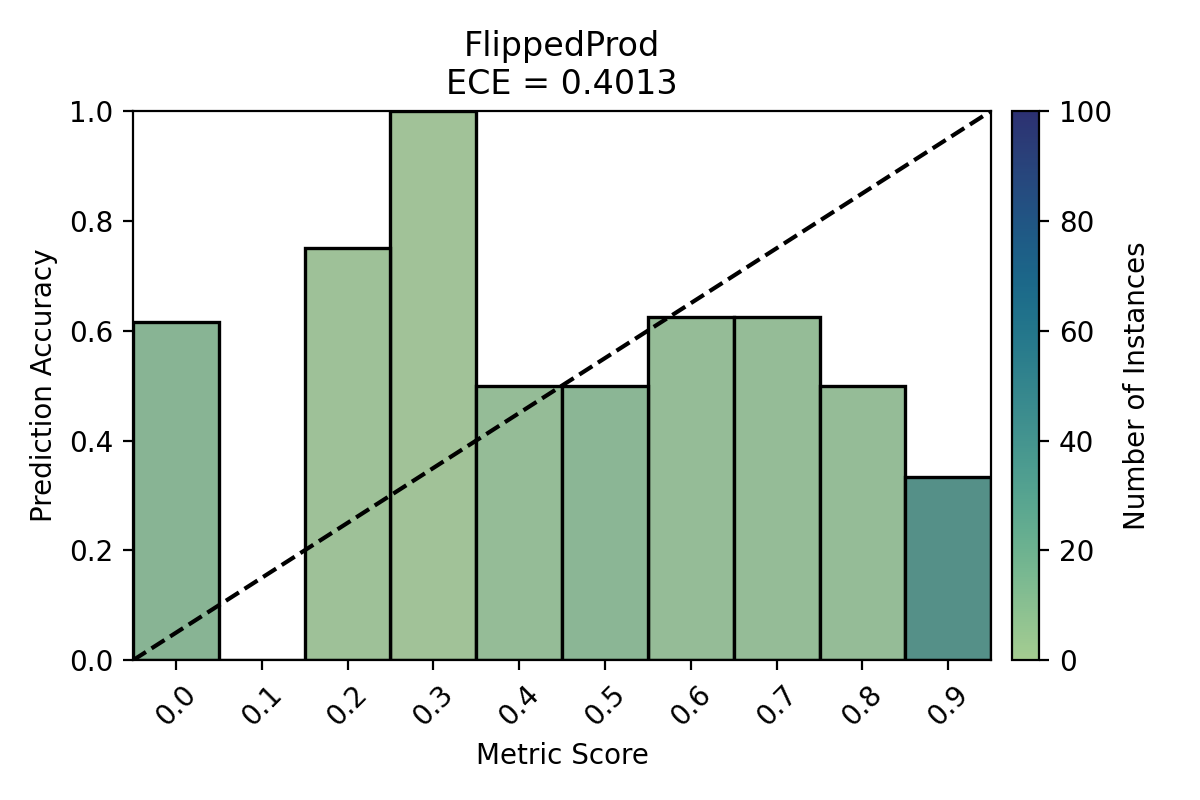 FlippedProd
ECE = 0.4013
Prediction Accuracy
1.0
0.8
0.6
0.4
0.2
0.0
0.0 0.1 0.2 0.3 0.4 0.5 0.6 0.7 0.8 0.9
Metric Score
100
80
60
40
20
0
Number of Instances